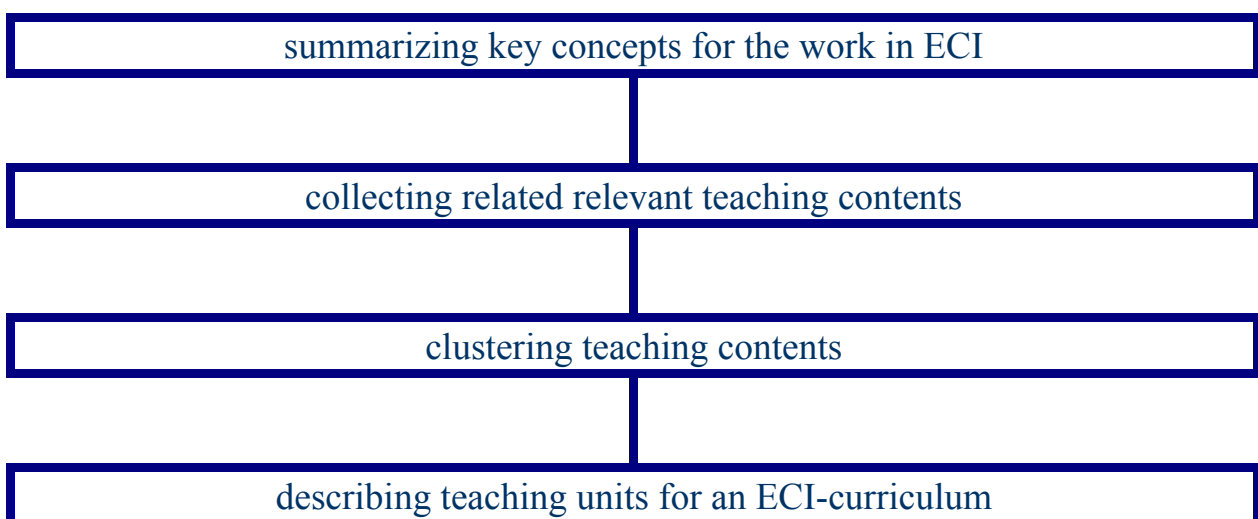 summarizing key concepts for the work in ECI
collecting related relevant teaching contents
clustering teaching contents
describing teaching units for an ECI-curriculum